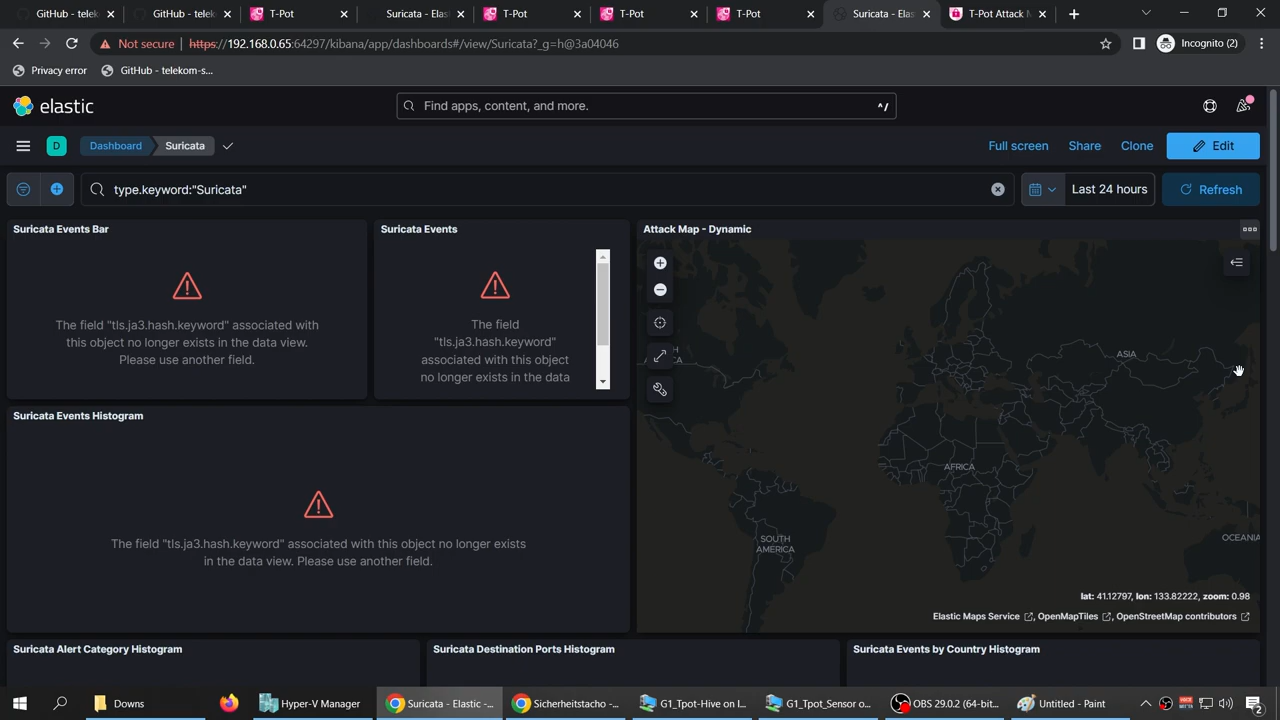 GitHub - telek
GitHub - telek
T-Pot
Suricata - Elas
T-Pot
T-Pot
T-Pot
Suricata - Elas
T-Pot Attack M
Not secure
https://192.168.0.65:64297/kibana/app/dashboards#/view/Suricata?_g=h@3a04046
Incognito (2)
Privacy error
GitHub - telekom-s...
elastic
Find apps, content, and more.
^/
D
Dashboard
Suricata
Full screen
Share
Clone
Edit
type.keyword:"Suricata"
Last 24 hours
Refresh
Suricata Events Bar
The field "tls.ja3.hash.keyword" associated with
this object no longer exists in the data view.
Please use another field.
Suricata Events
The field
"tls.ja3.hash.keyword"
associated with this object
no longer exists in the data
Attack Map - Dynamic
ASIA
AFRICA
SOUTH
AMERICA
OCEANIA
lat: 41.12797, lon: 133.82222, zoom: 0.98
Elastic Maps Service , OpenMapTiles , OpenStreetMap contributors
Suricata Events Histogram
The field "tls.ja3.hash.keyword" associated with this object no longer exists
in the data view. Please use another field.
Suricata Alert Category Histogram
Suricata Destination Ports Histogram
Suricata Events by Country Histogram
Downs
Hyper-V Manager
Suricata - Elastic -...
Sicherheitstacho -...
G1_Tpot-Hive on l...
G1_Tpot_Sensor o...
OBS 29.0.2 (64-bit...
Untitled - Paint
2